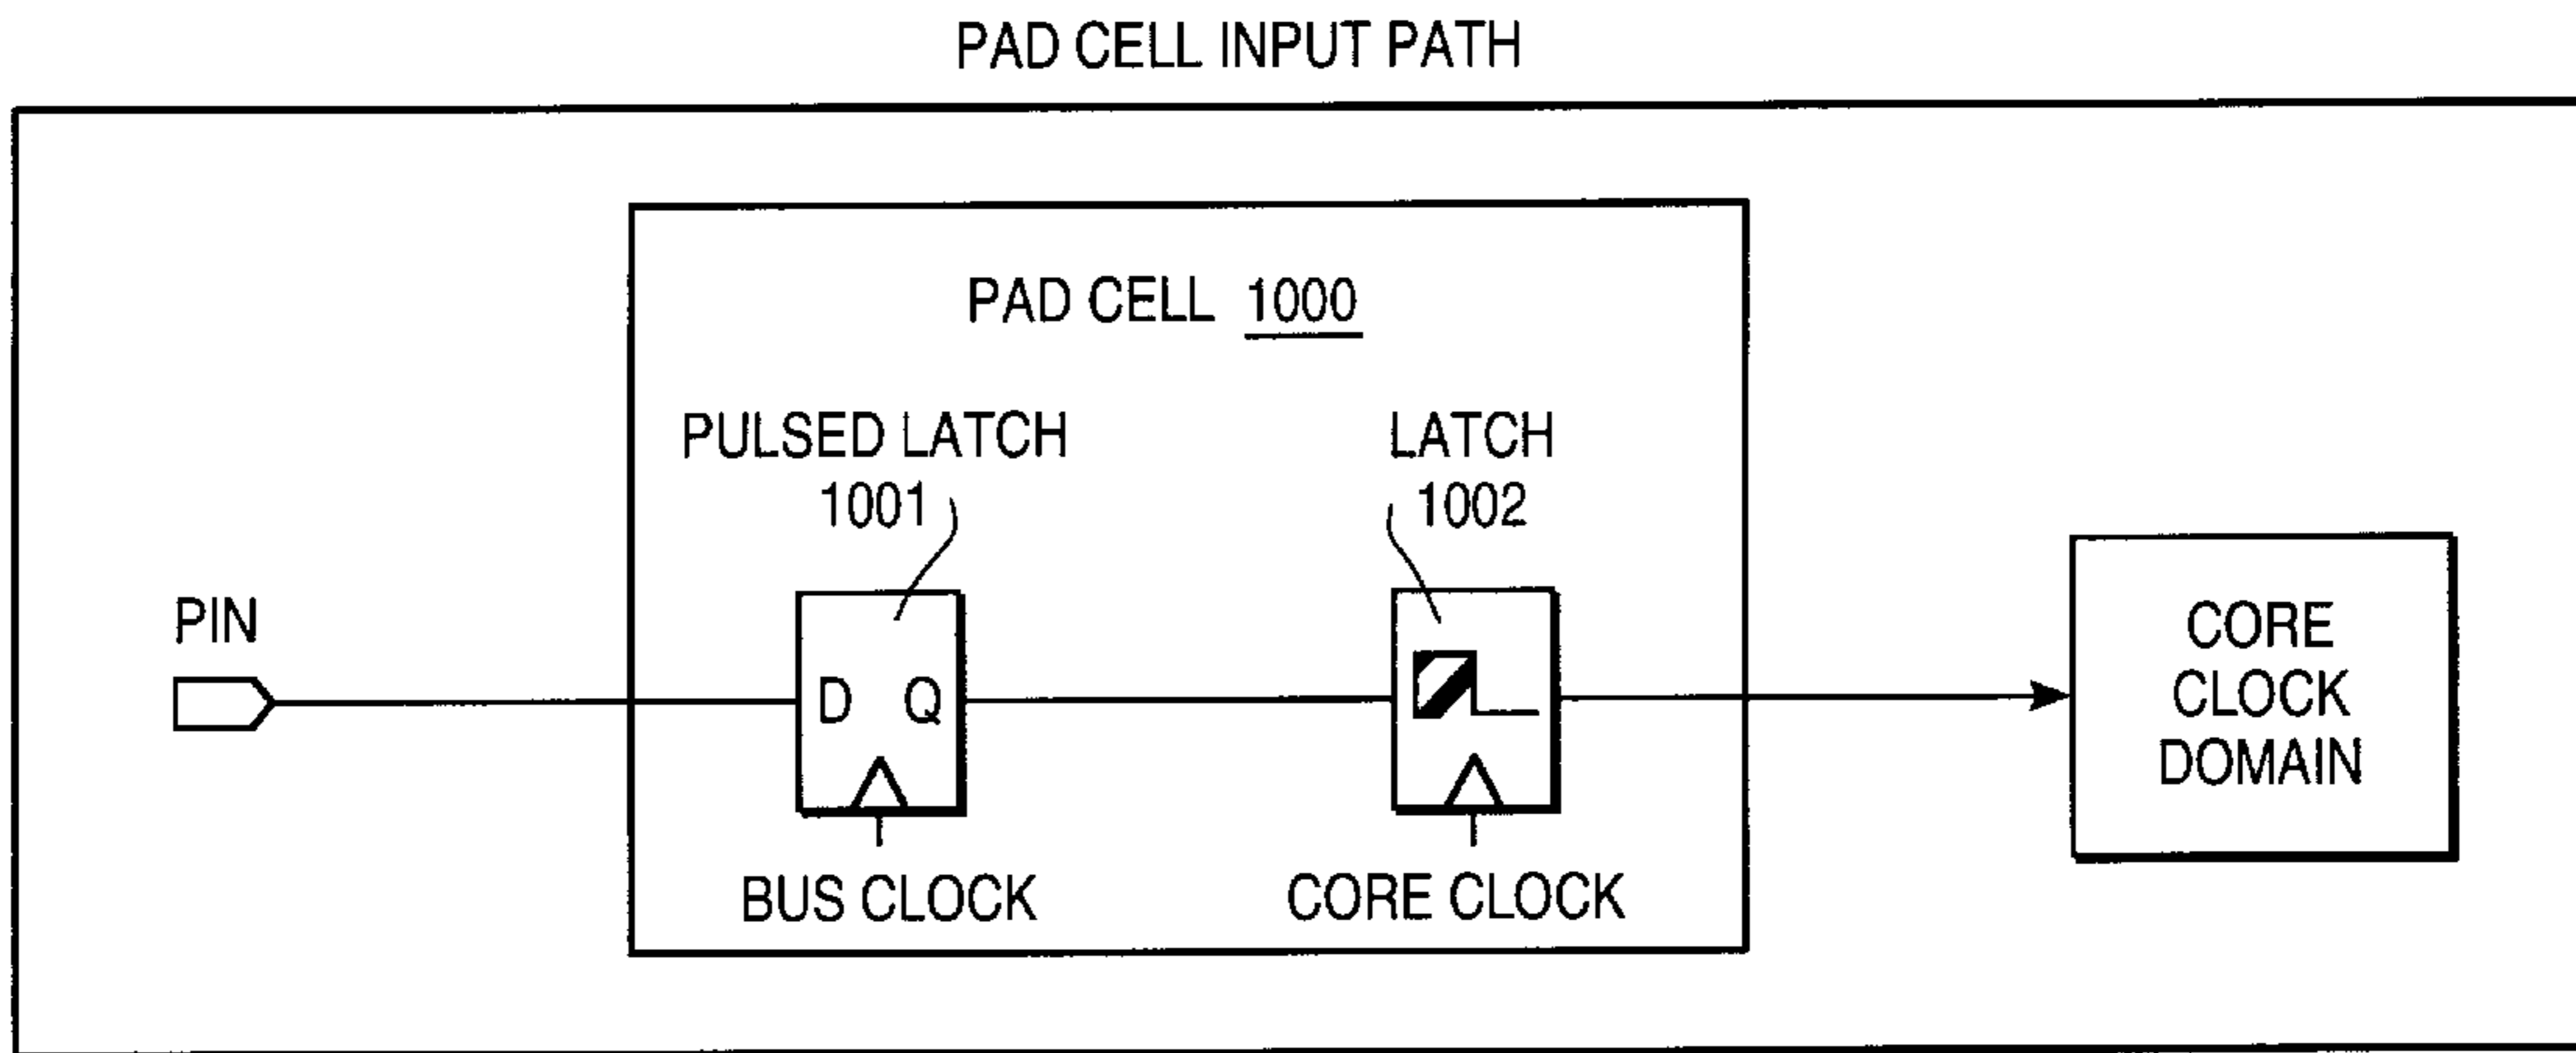 PAD CELL INPUT PATH
PAD CELL 1000
PULSED LATCH
1001
LATCH
1002
PIN
D Q
BUS CLOCK
CORE CLOCK
CORE
CLOCK
DOMAIN